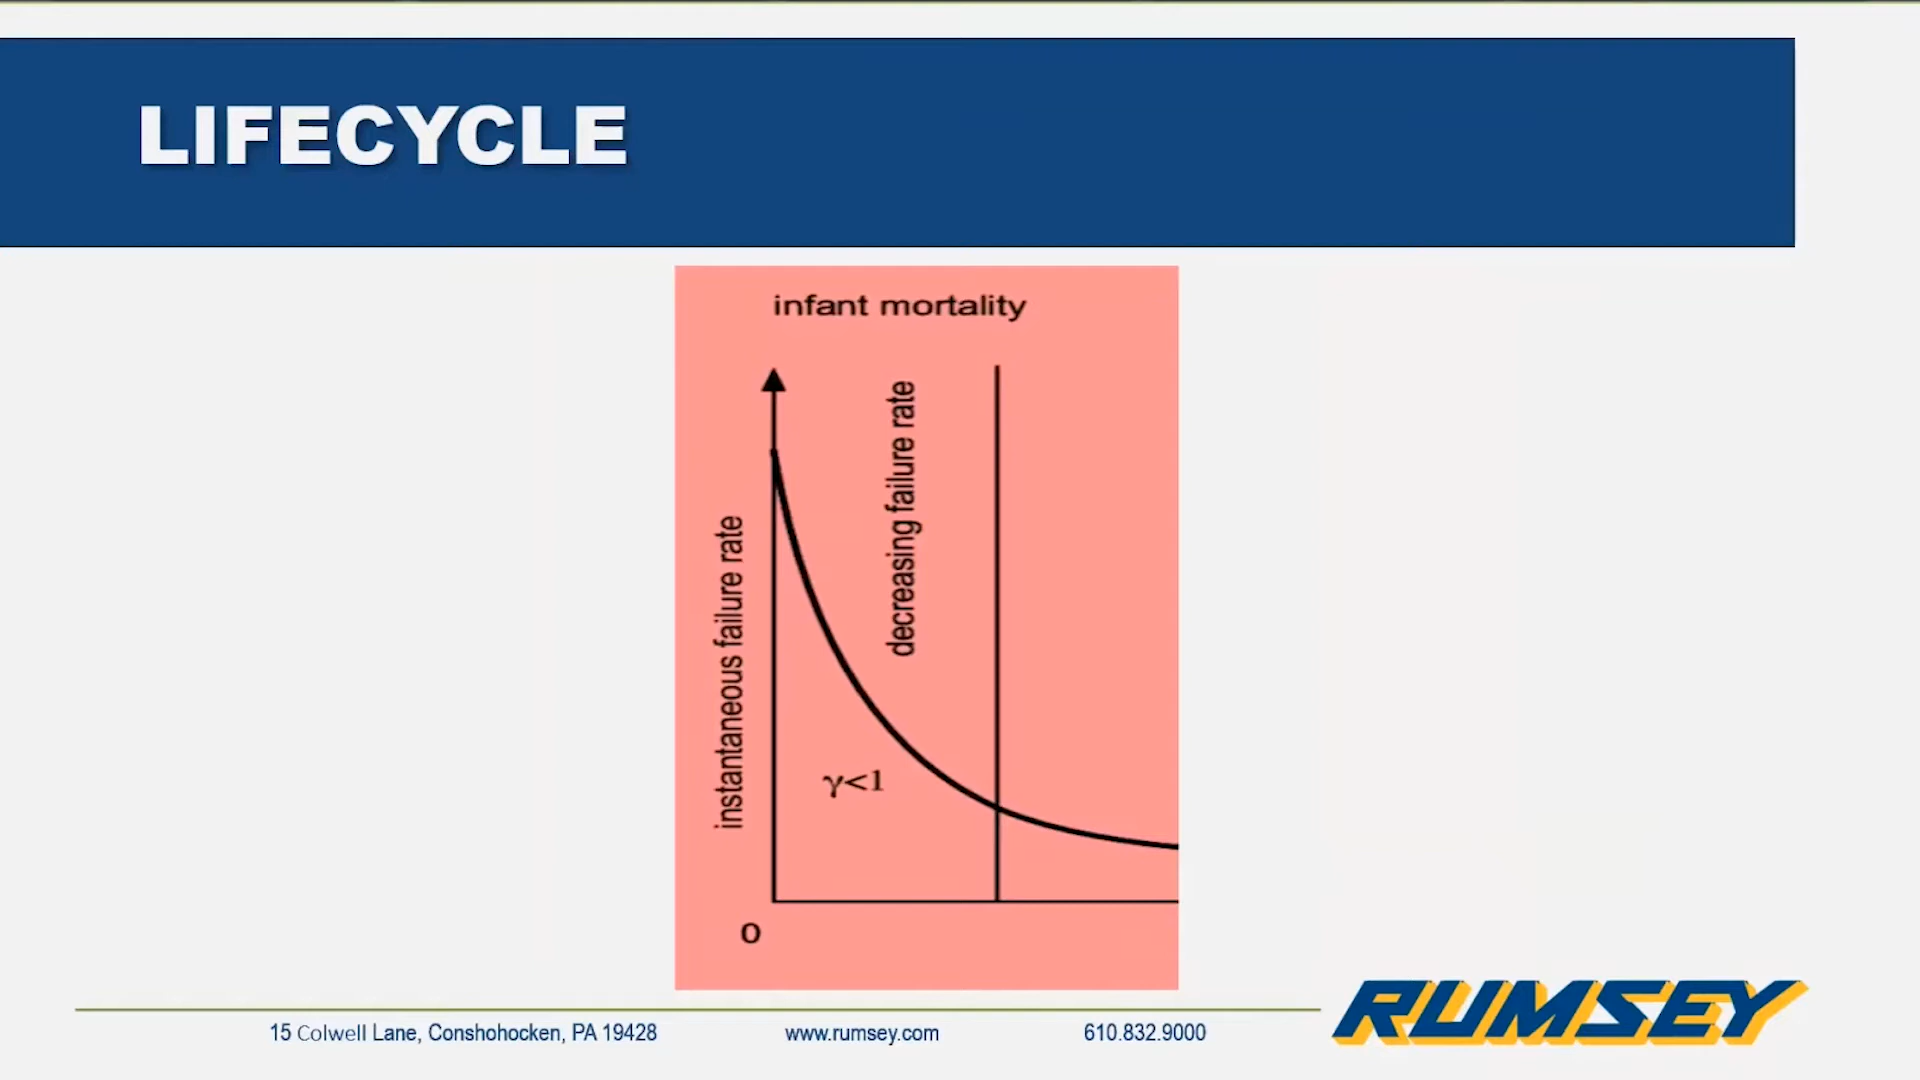 LIFECYCLE
infant mortality
instantaneous failure rate
decreasing failure rate
γ<1
0
15 Colwell Lane, Conshohocken, PA 19428
www.rumsey.com
610.832.9000
RUMSEY